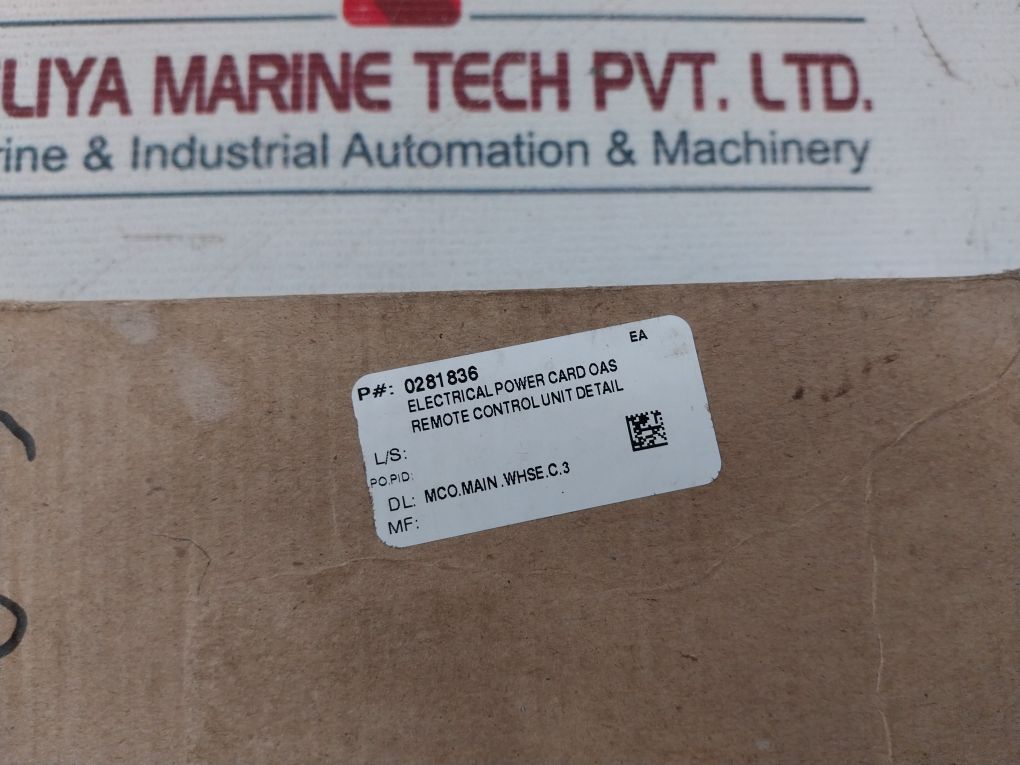 LIYA MARINE TECH PVT. LTD.
rine & Industrial Automation & Machinery
EA
P#: 0281836
ELECTRICAL POWER CARD OAS
REMOTE CONTROL UNIT DETAIL
L/S:
PO.PID:
DL: MCO.MAIN.WHSE.C.3
MF: